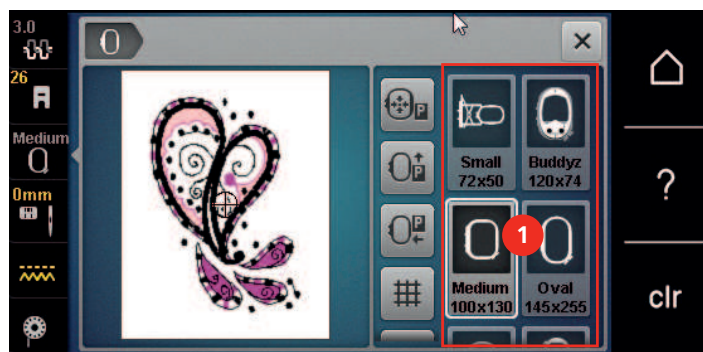 3.0
26
Medium
0mm
P
P
P
Small
72x50
Buddyz
120x74
1
Medium
100x130
Oval
145x255
?
clr